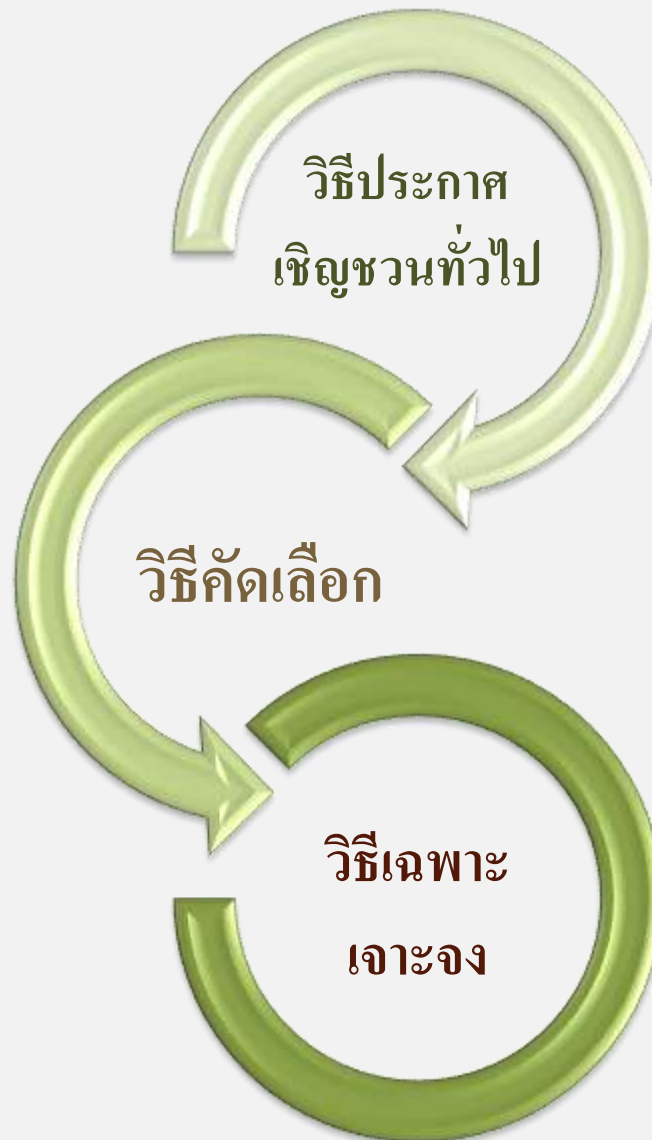 วิธีประกาศ
เชิญชวนทั่วไป
วิธีคัดเลือก
วิธีเฉพาะ
เจาะจง